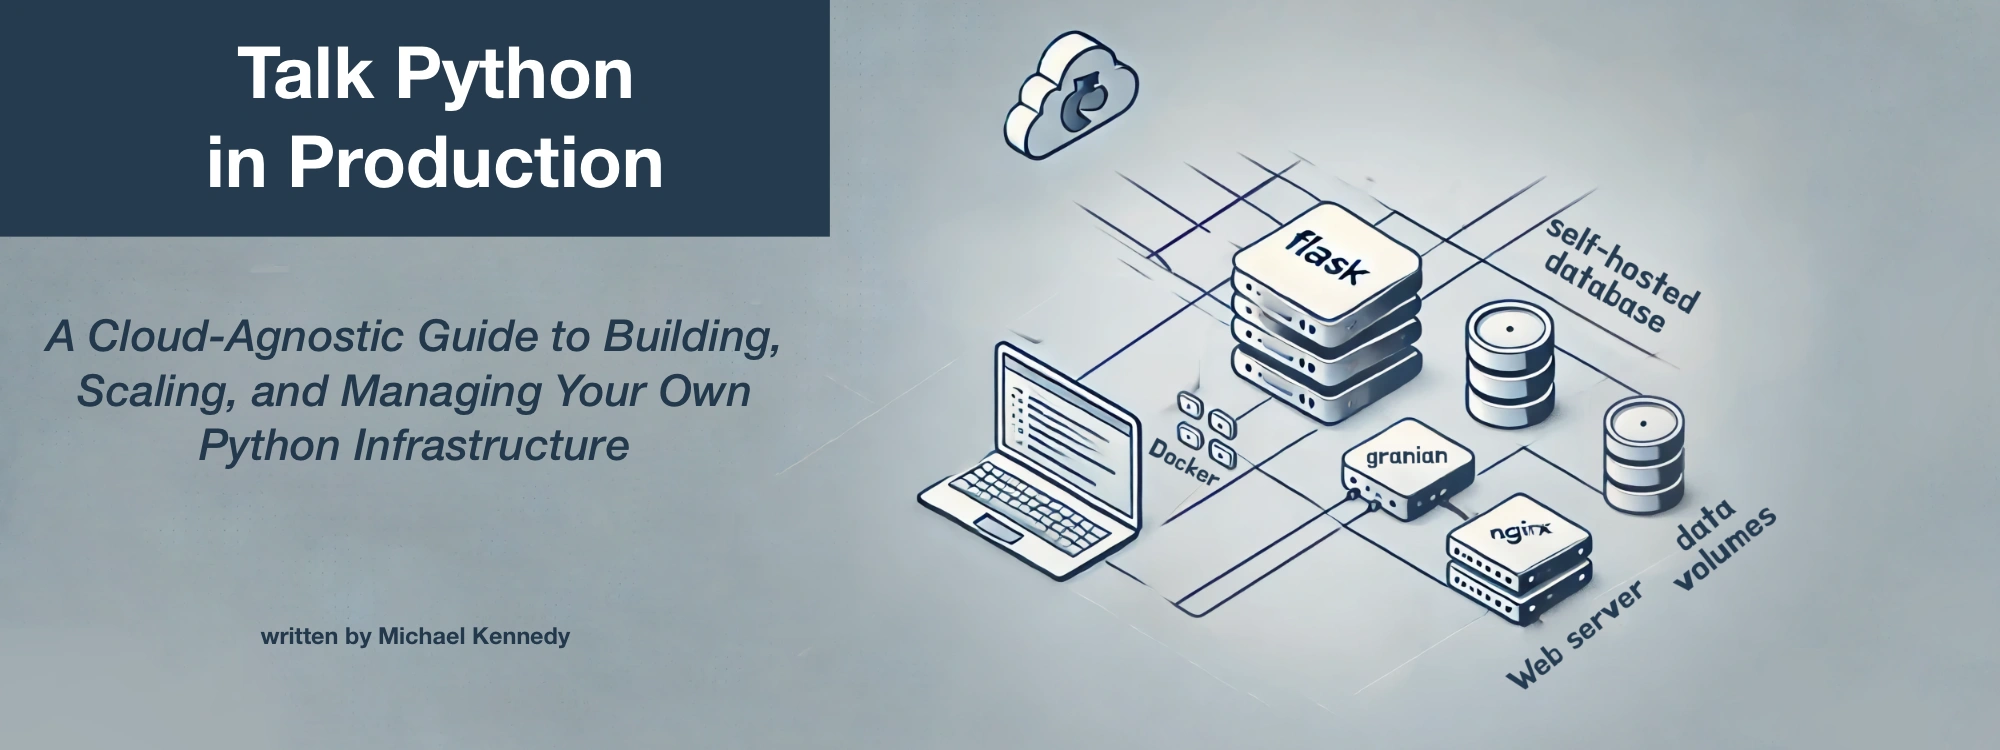 Talk Python
in Production
A Cloud-Agnostic Guide to Building,
Scaling, and Managing Your Own
Python Infrastructure
written by Michael Kennedy
flask
self-hosted
database
Docker
granian
nginx
data
volumes
Web server